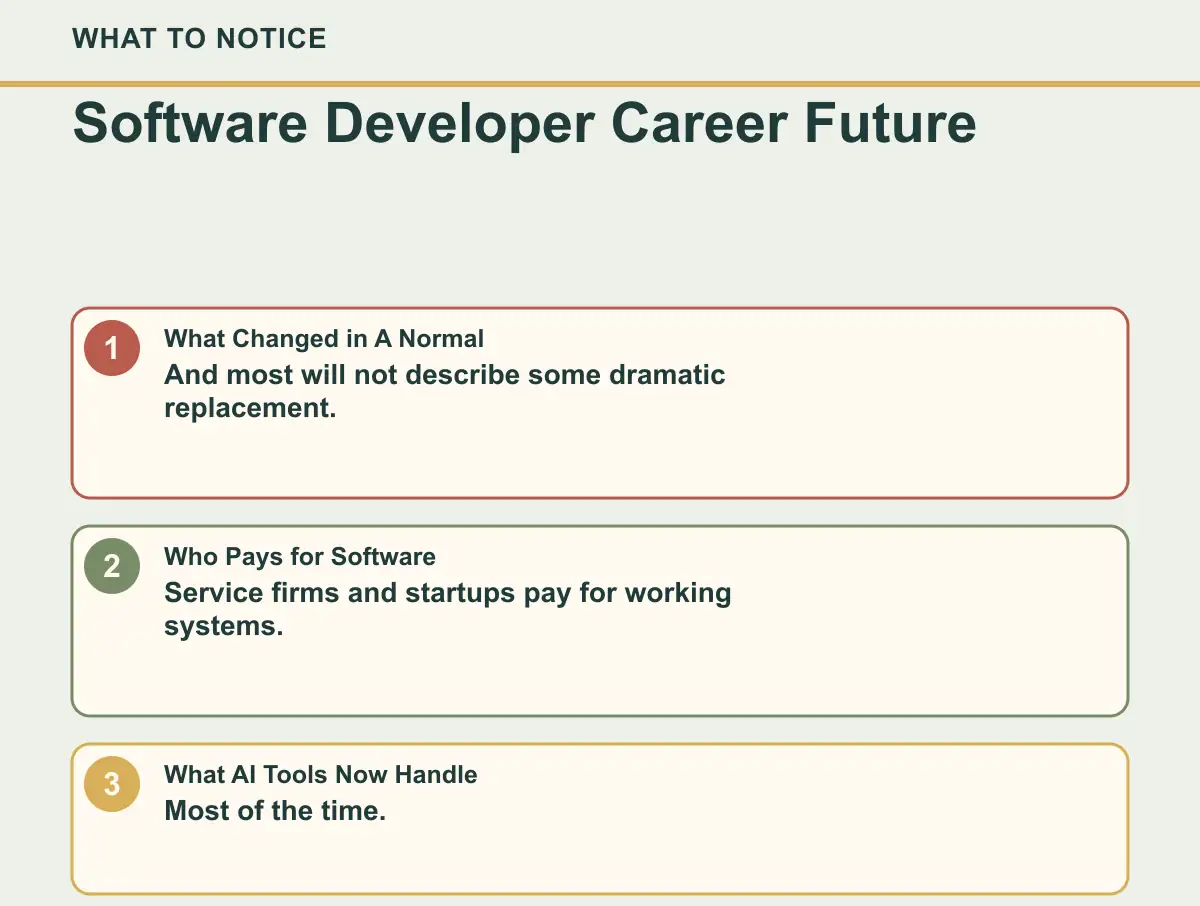 WHAT TO NOTICE
Software Developer Career Future
1
What Changed in A Normal
And most will not describe some dramatic
replacement.
2
Who Pays for Software
Service firms and startups pay for working
systems.
3
What AI Tools Now Handle
Most of the time.